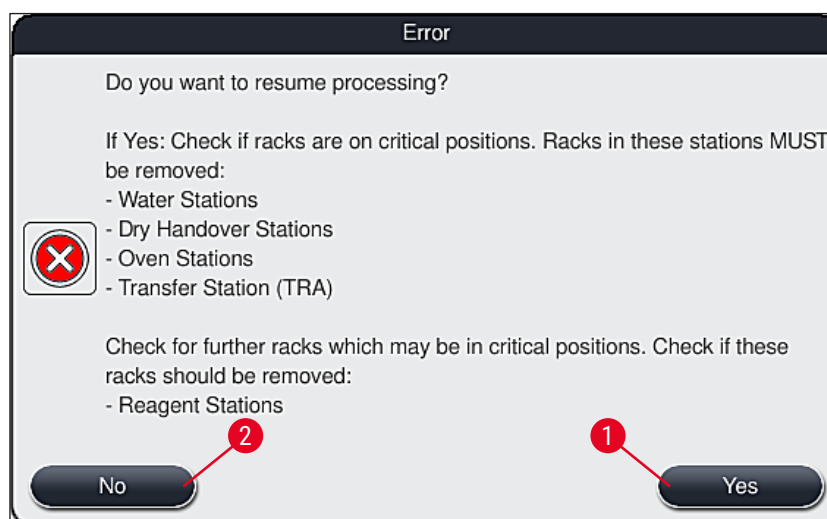 Error
Do you want to resume processing?
If Yes: Check if racks are on critical positions. Racks in these stations MUST
be removed:
- Water Stations
- Dry Handover Stations
- Oven Stations
- Transfer Station (TRA)
Check for further racks which may be in critical positions. Check if these
racks should be removed:
- Reagent Stations
2
1
No
Yes